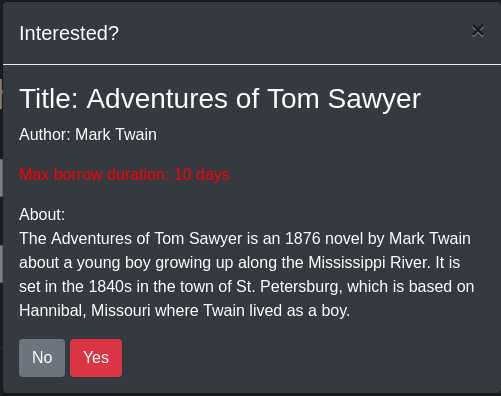 Interested?
×
Title: Adventures of Tom Sawyer
Author: Mark Twain
Max borrow duration: 10 days
About:
The Adventures of Tom Sawyer is an 1876 novel by Mark Twain
about a young boy growing up along the Mississippi River. It is
set in the 1840s in the town of St. Petersburg, which is based on
Hannibal, Missouri where Twain lived as a boy.
No Yes